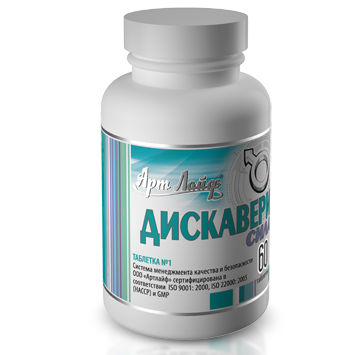 Арт Лайф
ДИСКАВЕРИ
ТАБЛЕТКА №1
Система менеджмента качества и безопасности
ООО «Артлайф» сертифицирована в
соответствии ISO 9001: 2000, ISO 22000: 2005
(HACCP) и GMP
60